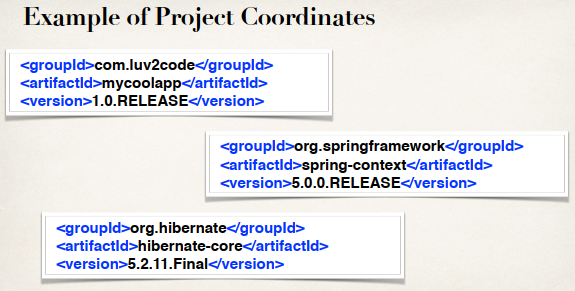 Example of Project Coordinates
<groupId>com.luv2code</groupId>
<artifactId>mycoolapp</artifactId>
<version>1.0.RELEASE</version>
<groupId>org.springframework</groupId>
<artifactId>spring-context</artifactId>
<version>5.0.0.RELEASE</version>
<groupId>org.hibernate</groupId>
<artifactId>hibernate-core</artifactId>
<version>5.2.11.Final</version>